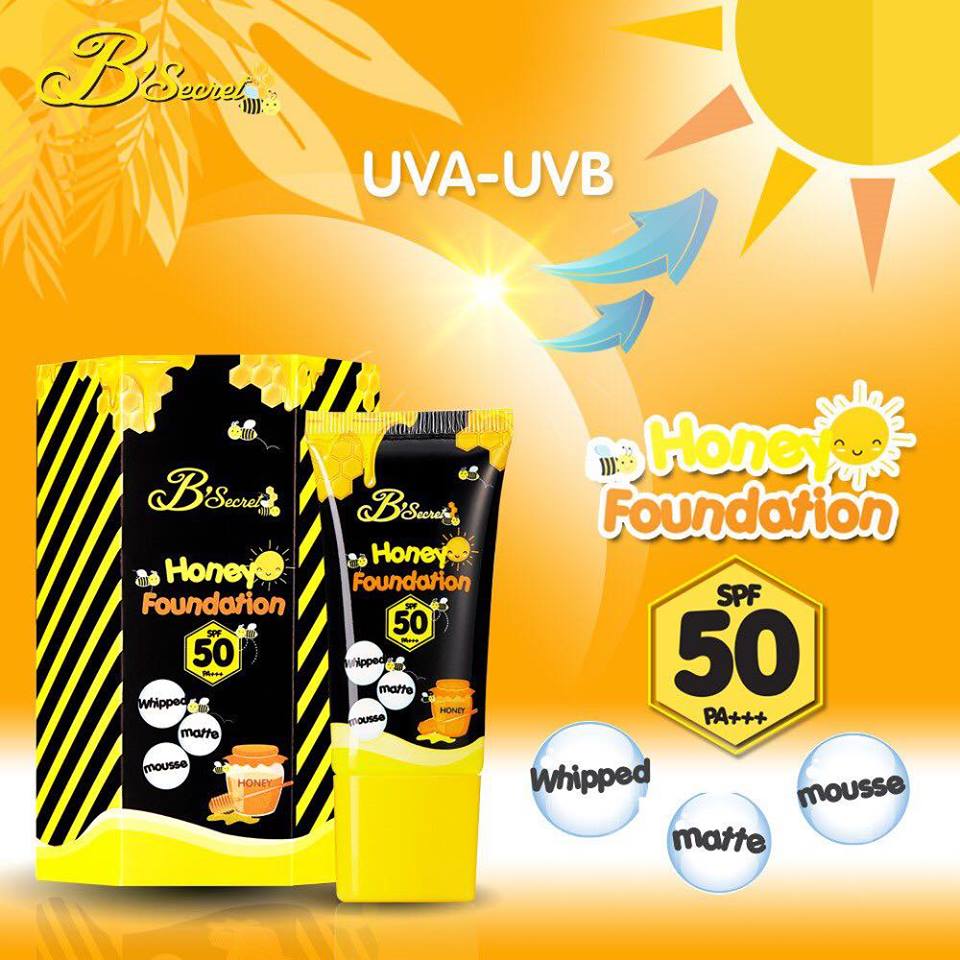 B'Secret
UVA-UVB
Honey
Foundation
SPF
50
PA+++
Whipped
matte
mousse
B'Secret
Honey
Foundation
SPF
50
PA+++
Whipped
matte
mousse
HONEY
B'Secret
Honey
Foundation
SPF
50
PA+++
Whipped
matte
mousse
HONEY